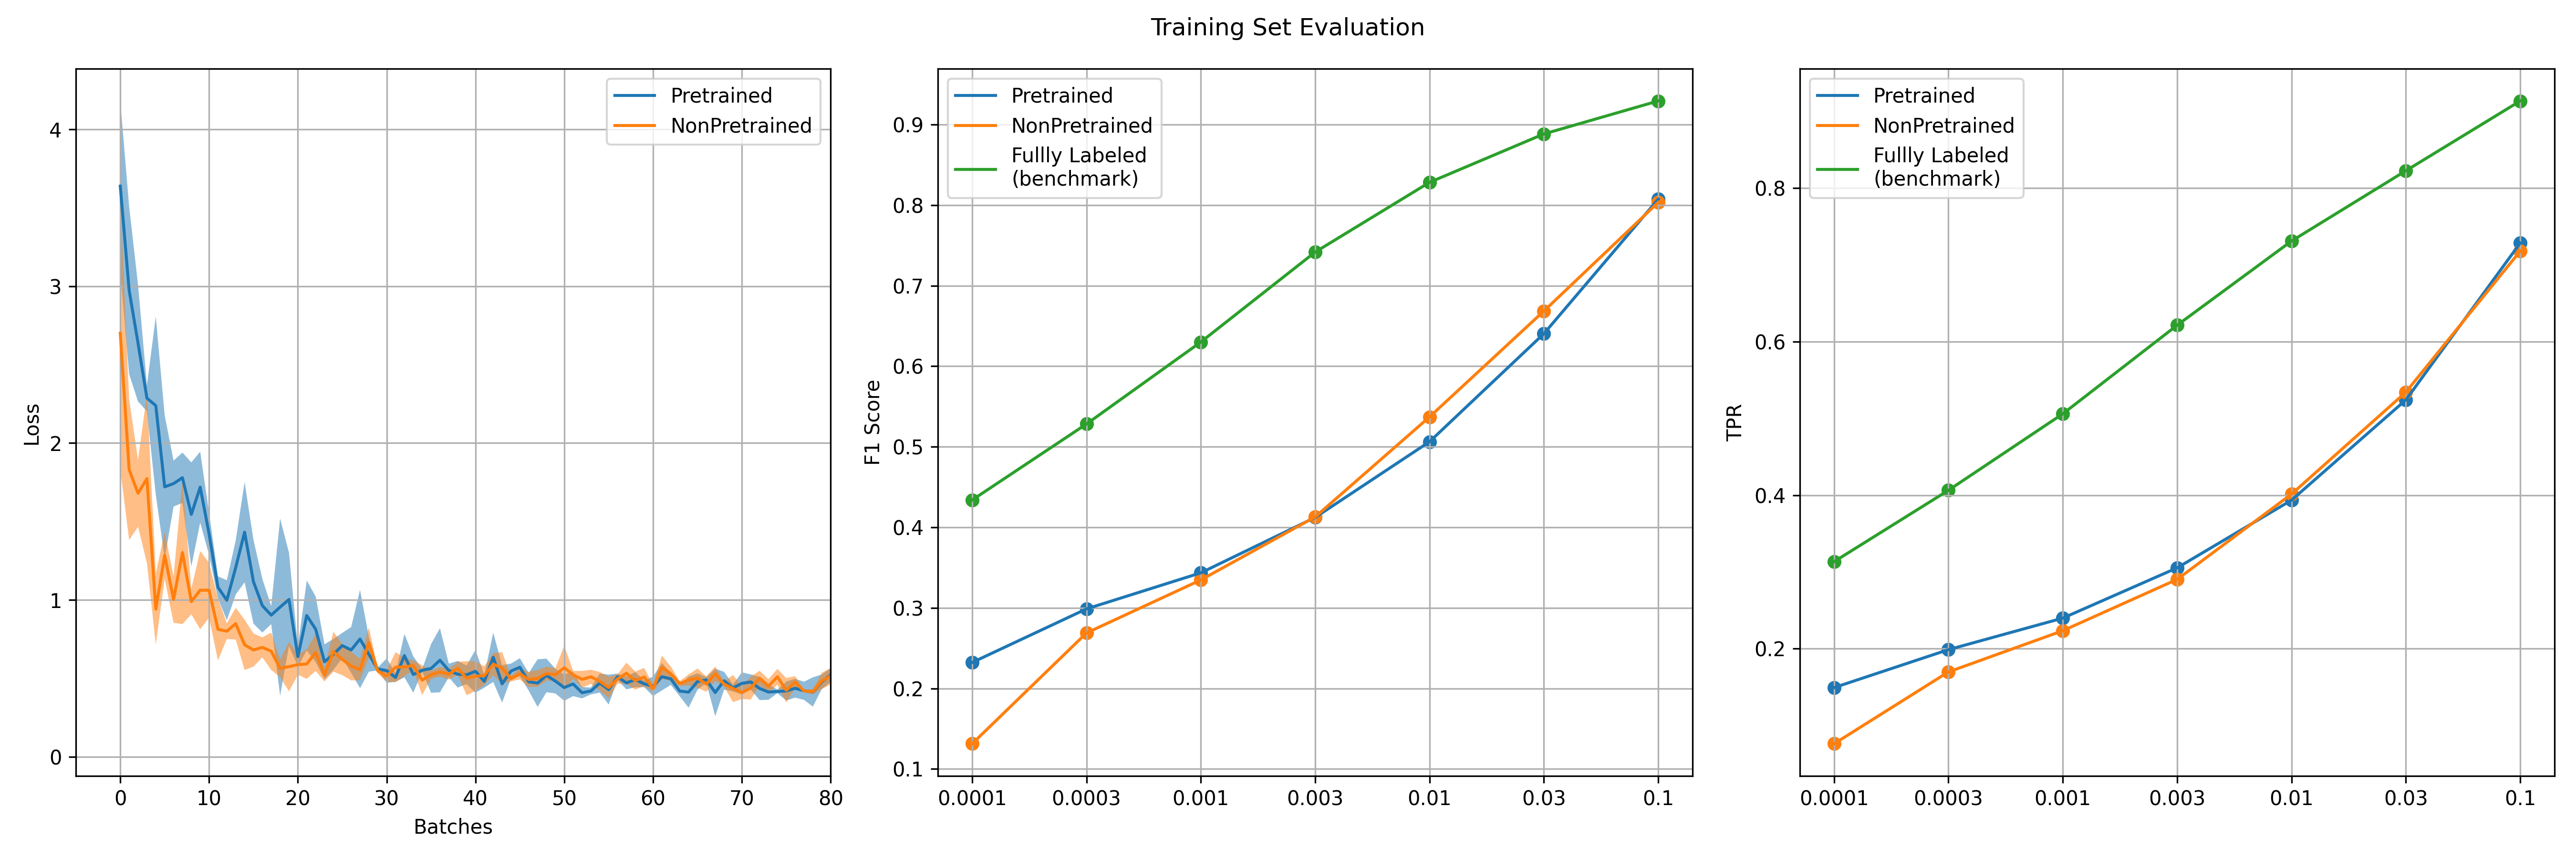 Training Set Evaluation
Pretrained
NonPretrained
4
3
2
1
0
Loss
0 10 20 30 40 50 60 70 80
Batches
Pretrained
NonPretrained
Fullly Labeled
(benchmark)
0.9
0.8
0.7
0.6
0.5
0.4
0.3
0.2
0.1
F1 Score
0.0001 0.0003 0.001 0.003 0.01 0.03 0.1
Pretrained
NonPretrained
Fullly Labeled
(benchmark)
0.8
0.6
0.4
0.2
TPR
0.0001 0.0003 0.001 0.003 0.01 0.03 0.1